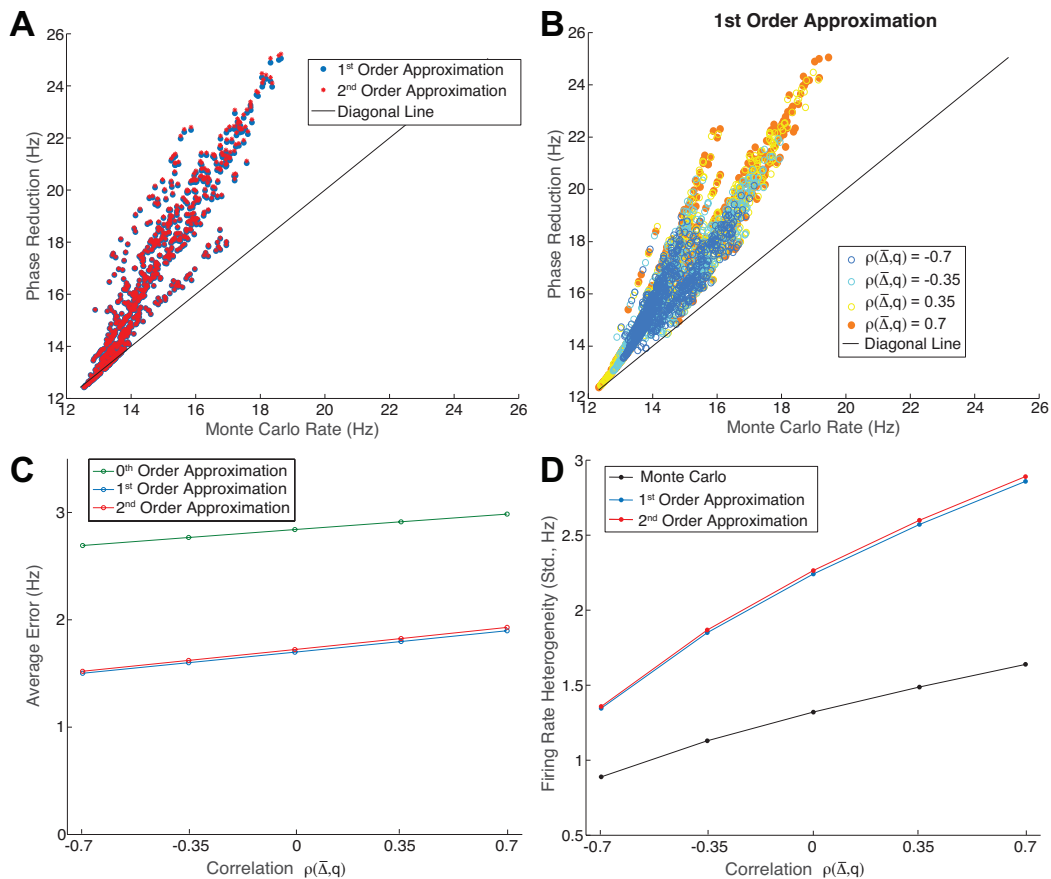 A
26
24
22
20
18
16
14
12
Phase Reduction (Hz)
1st Order Approximation
2nd Order Approximation
Diagonal Line
12 14 16 18 20 22 24 26
Monte Carlo Rate (Hz)
B
1st Order Approximation
26
24
22
20
18
16
14
12
Phase Reduction (Hz)
ρ(Δ̅,q) = -0.7
ρ(Δ̅,q) = -0.35
ρ(Δ̅,q) = 0.35
ρ(Δ̅,q) = 0.7
Diagonal Line
12 14 16 18 20 22 24 26
Monte Carlo Rate (Hz)
C
0th Order Approximation
1st Order Approximation
2nd Order Approximation
3
2
1
0
Average Error (Hz)
-0.7 -0.35 0 0.35 0.7
Correlation ρ(Δ̅,q)
D
Monte Carlo
1st Order Approximation
2nd Order Approximation
3
2.5
2
1.5
1
0.5
Firing Rate Heterogeneity (Std., Hz)
-0.7 -0.35 0 0.35 0.7
Correlation ρ(Δ̅,q)